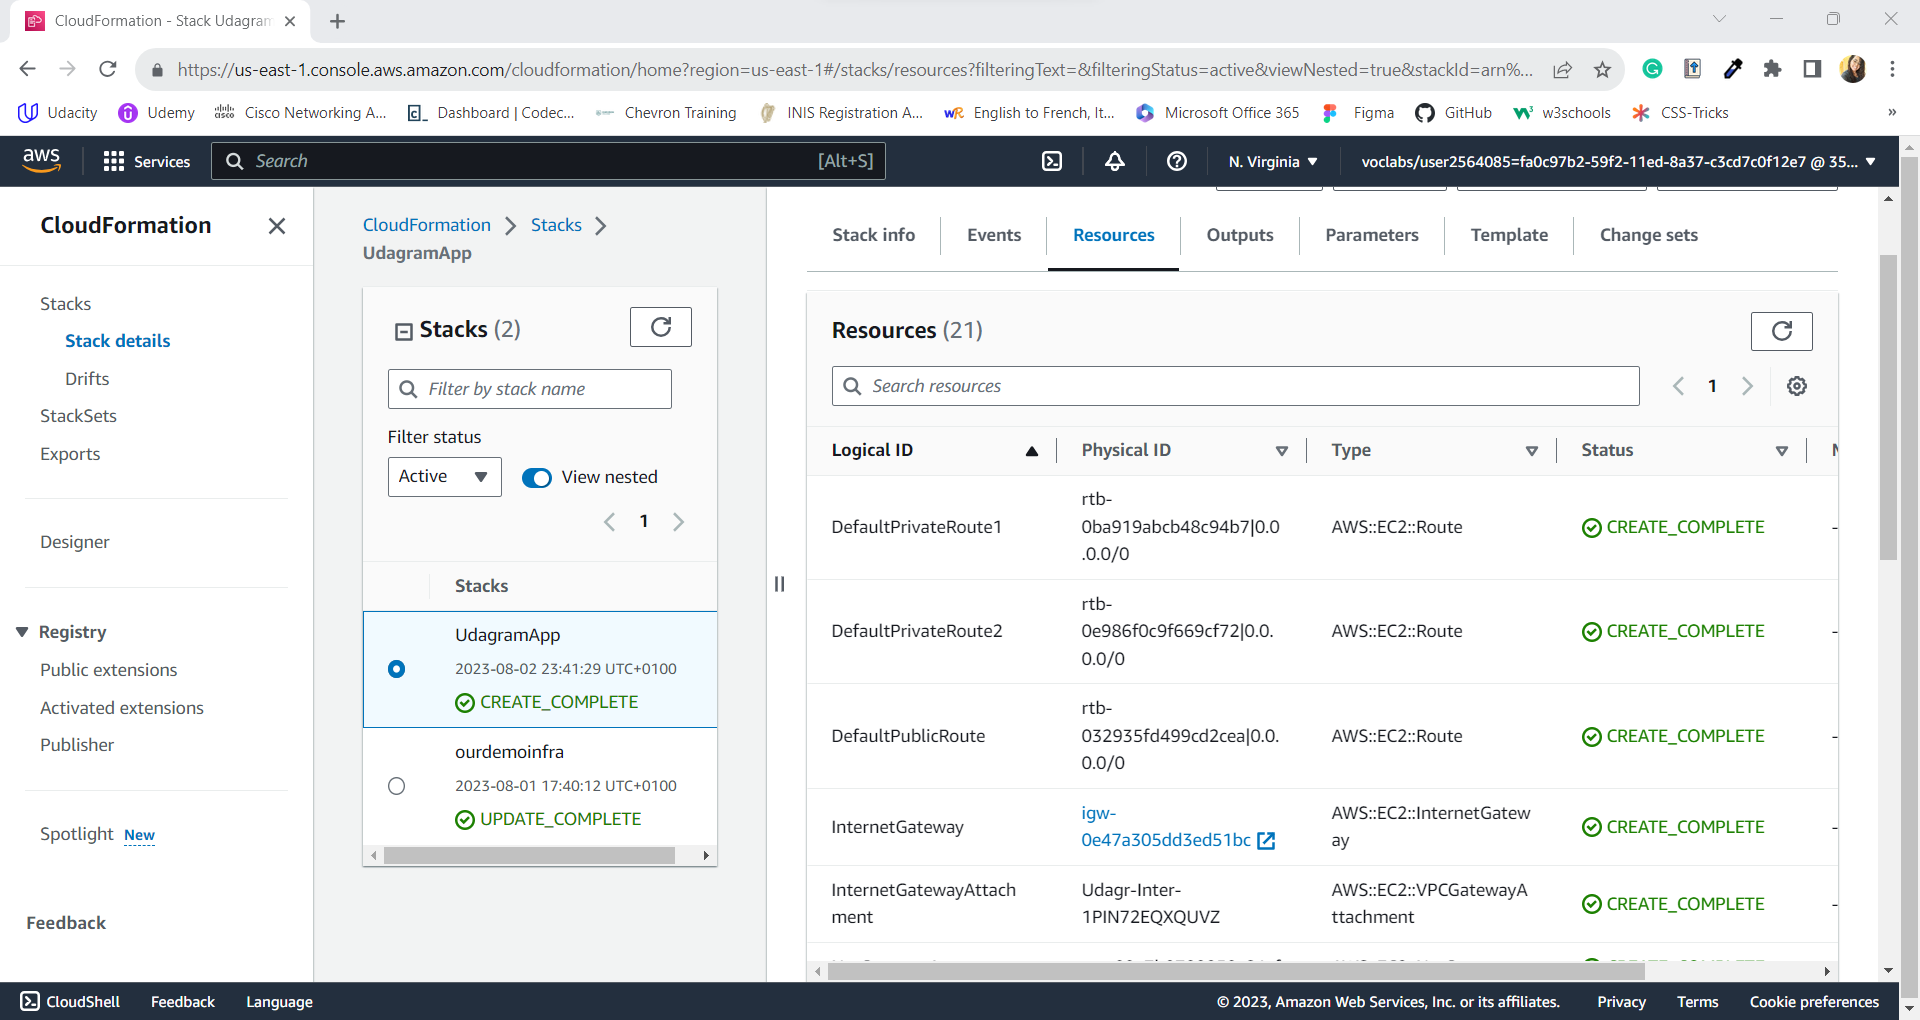 CloudFormation - Stack Udagram
https://us-east-1.console.aws.amazon.com/cloudformation/home?region=us-east-1#/stacks/resources?filteringText=&filteringStatus=active&viewNested=true&stackId=arn%...
Udacity
Udemy
Cisco Networking A...
Dashboard | Codec...
Chevron Training
INIS Registration A...
English to French, It...
Microsoft Office 365
Figma
GitHub
w3schools
CSS-Tricks
»
aws
Services
Search
[Alt+S]
N. Virginia
voclabs/user2564085=fa0c97b2-59f2-11ed-8a37-c3cd7c0f12e7 @ 35...
CloudFormation
Stacks
Stack details
Drifts
StackSets
Exports
Designer
Registry
Public extensions
Activated extensions
Publisher
Spotlight New
Feedback
CloudFormation
Stacks
UdagramApp
Stacks (2)
Filter by stack name
Filter status
Active
View nested
1
Stacks
UdagramApp
2023-08-02 23:41:29 UTC+0100
CREATE_COMPLETE
ourdemoinfra
2023-08-01 17:40:12 UTC+0100
UPDATE_COMPLETE
Stack info
Events
Resources
Outputs
Parameters
Template
Change sets
Resources (21)
Search resources
1
Logical ID
Physical ID
Type
Status
DefaultPrivateRoute1
rtb-
0ba919abcb48c94b7|0.0
.0.0/0
AWS::EC2::Route
CREATE_COMPLETE
-
DefaultPrivateRoute2
rtb-
0e986f0c9f669cf72|0.0.
0.0/0
AWS::EC2::Route
CREATE_COMPLETE
-
DefaultPublicRoute
rtb-
032935fd499cd2cea|0.0.
0.0/0
AWS::EC2::Route
CREATE_COMPLETE
-
InternetGateway
igw-
0e47a305dd3ed51bc
AWS::EC2::InternetGatew
ay
CREATE_COMPLETE
-
InternetGatewayAttach
ment
Udagr-Inter-
1PIN72EQXQUVZ
AWS::EC2::VPCGatewayA
ttachment
CREATE_COMPLETE
-
CloudShell
Feedback
Language
© 2023, Amazon Web Services, Inc. or its affiliates.
Privacy
Terms
Cookie preferences